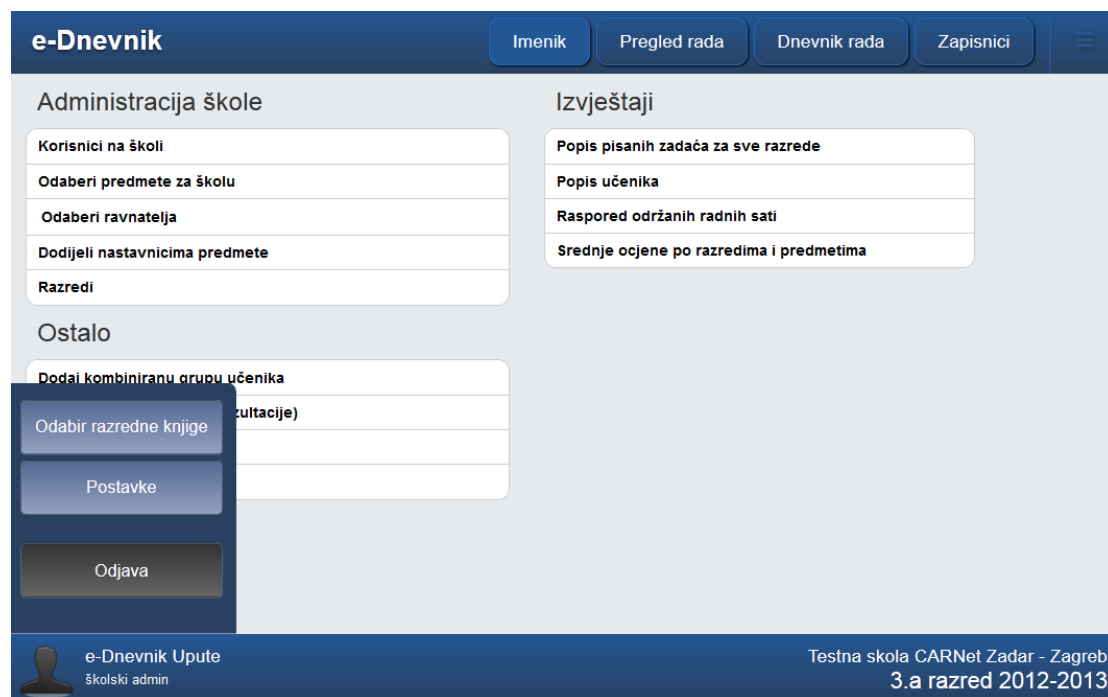 e-Dnevnik
Imenik
Pregled rada
Dnevnik rada
Zapisnici
Administracija škole
Korisnici na školi
Odaberi predmete za školu
Odaberi ravnatelja
Dodijeli nastavnicima predmete
Razredi
Ostalo
Dodaj kombiniranu grupu učenika
zultacije)
Izvještaji
Popis pisanih zadaća za sve razrede
Popis učenika
Raspored održanih radnih sati
Srednje ocjene po razredima i predmetima
Odabir razredne knjige
Postavke
Odjava
e-Dnevnik Upute
školski admin
Testna skola CARNet Zadar - Zagreb
3.a razred 2012-2013